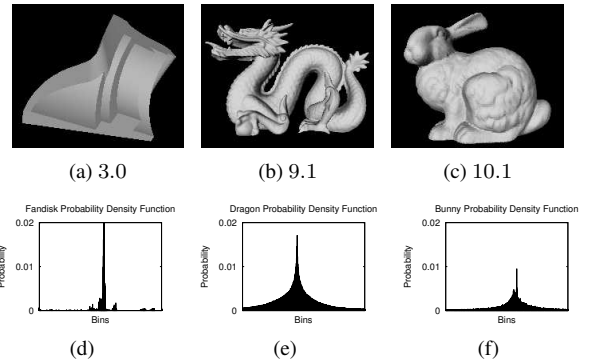 (a) 3.0
(b) 9.1
(c) 10.1
Fandisk Probability Density Function
0.02
0.01
0
Probability
Bins
Dragon Probability Density Function
0.02
0.01
0
Probability
Bins
Bunny Probability Density Function
0.02
0.01
0
Probability
Bins
(d)
(e)
(f)